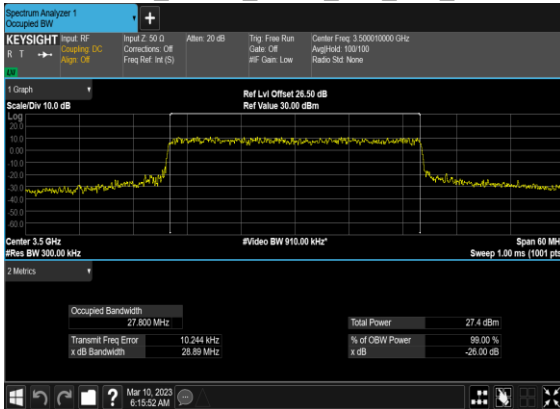 Spectrum Analyzer 1
Occupied BW
+
KEYSIGHT Input: RF Input Z: 50 Ω Atten: 20 dB Trig: Free Run Center Freq: 3.500010000 GHz
R T Coupling: DC Corrections: Off Gate: Off Avg|Hold: 100/100
Align: Off Freq Ref: Int (S) #IF Gain: Low Radio Std: None
1 Graph
Ref Lvl Offset 26.50 dB
Scale/Div 10.0 dB Ref Value 30.00 dBm
Log
20.0
10.0
0.00
-10.0
-20.0
-30.0
-40.0
-50.0
-60.0
Center 3.5 GHz #Video BW 910.00 kHz* Span 60 MH
#Res BW 300.00 kHz Sweep 1.00 ms (1001 pts
2 Metrics
Occupied Bandwidth
27.800 MHz Total Power 27.4 dBm
Transmit Freq Error 10.244 kHz % of OBW Power 99.00 %
x dB Bandwidth 28.89 MHz x dB -26.00 dB
? Mar 10, 2023
6:15:52 AM